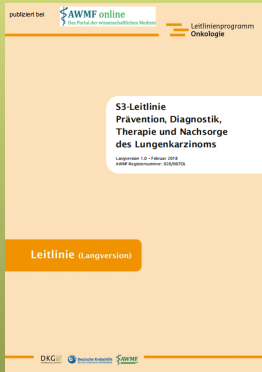 publiziert bei
AWMF online
Das Portal der wissenschaftlichen Medizin
Leitlinienprogramm
Onkologie
S3-Leitlinie
Prävention, Diagnostik,
Therapie und Nachsorge
des Lungenkarzinoms
Langversion 1.0 – Februar 2018
AWMF-Registernummer: 020/007OL
Leitlinie (Langversion)
DKG
Deutsche Krebshilfe
AWMF